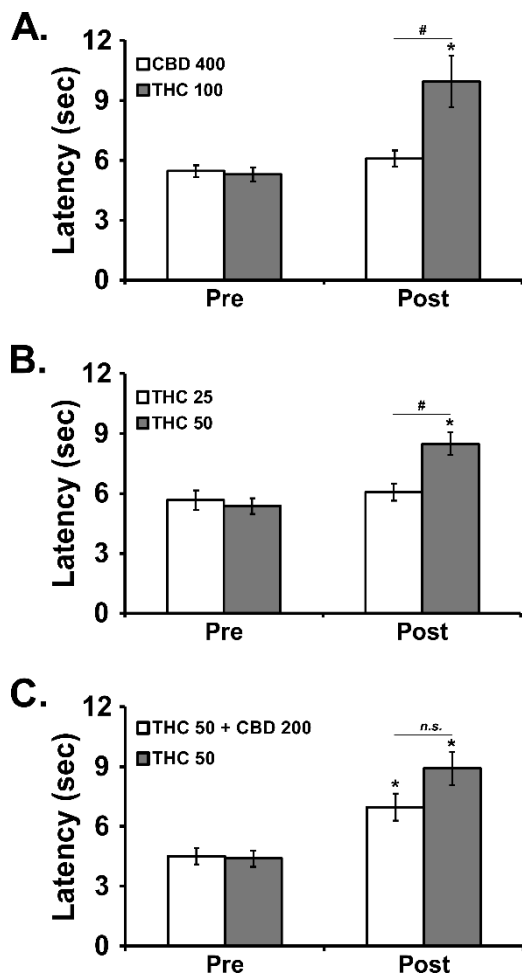 A.
Latency (sec)
12
9
6
3
0
CBD 400
THC 100
#
*
Pre Post
B.
Latency (sec)
12
9
6
3
0
THC 25
THC 50
#
*
Pre Post
C.
Latency (sec)
12
9
6
3
0
THC 50 + CBD 200
THC 50
n.s.
*
*
Pre Post